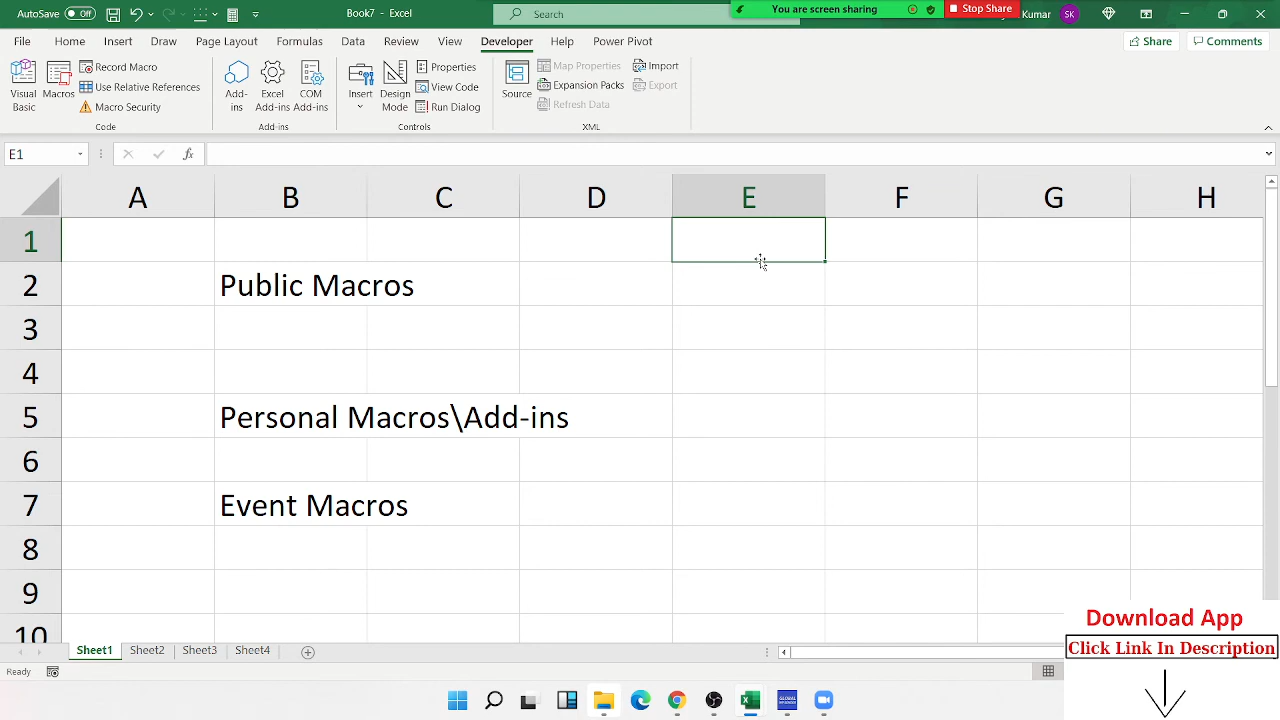 AutoSave Off
Book7 - Excel
Search
You are screen sharing
Stop Share
Kumar
SK
File Home Insert Draw Page Layout Formulas Data Review View Developer Help Power Pivot
Share
Comments
Visual Basic
Macros
Record Macro
Use Relative References
Macro Security
Code
Add-ins
Excel Add-ins
COM Add-ins
Add-ins
Insert
Design Mode
Properties
View Code
Run Dialog
Controls
Source
Map Properties
Expansion Packs
Refresh Data
Import
Export
XML
E1
fx
A B C D E F G H
1
2 Public Macros
3
4
5 Personal Macros\Add-ins
6
7 Event Macros
8
9
10
Download App
Click Link In Description
Sheet1 Sheet2 Sheet3 Sheet4
Ready